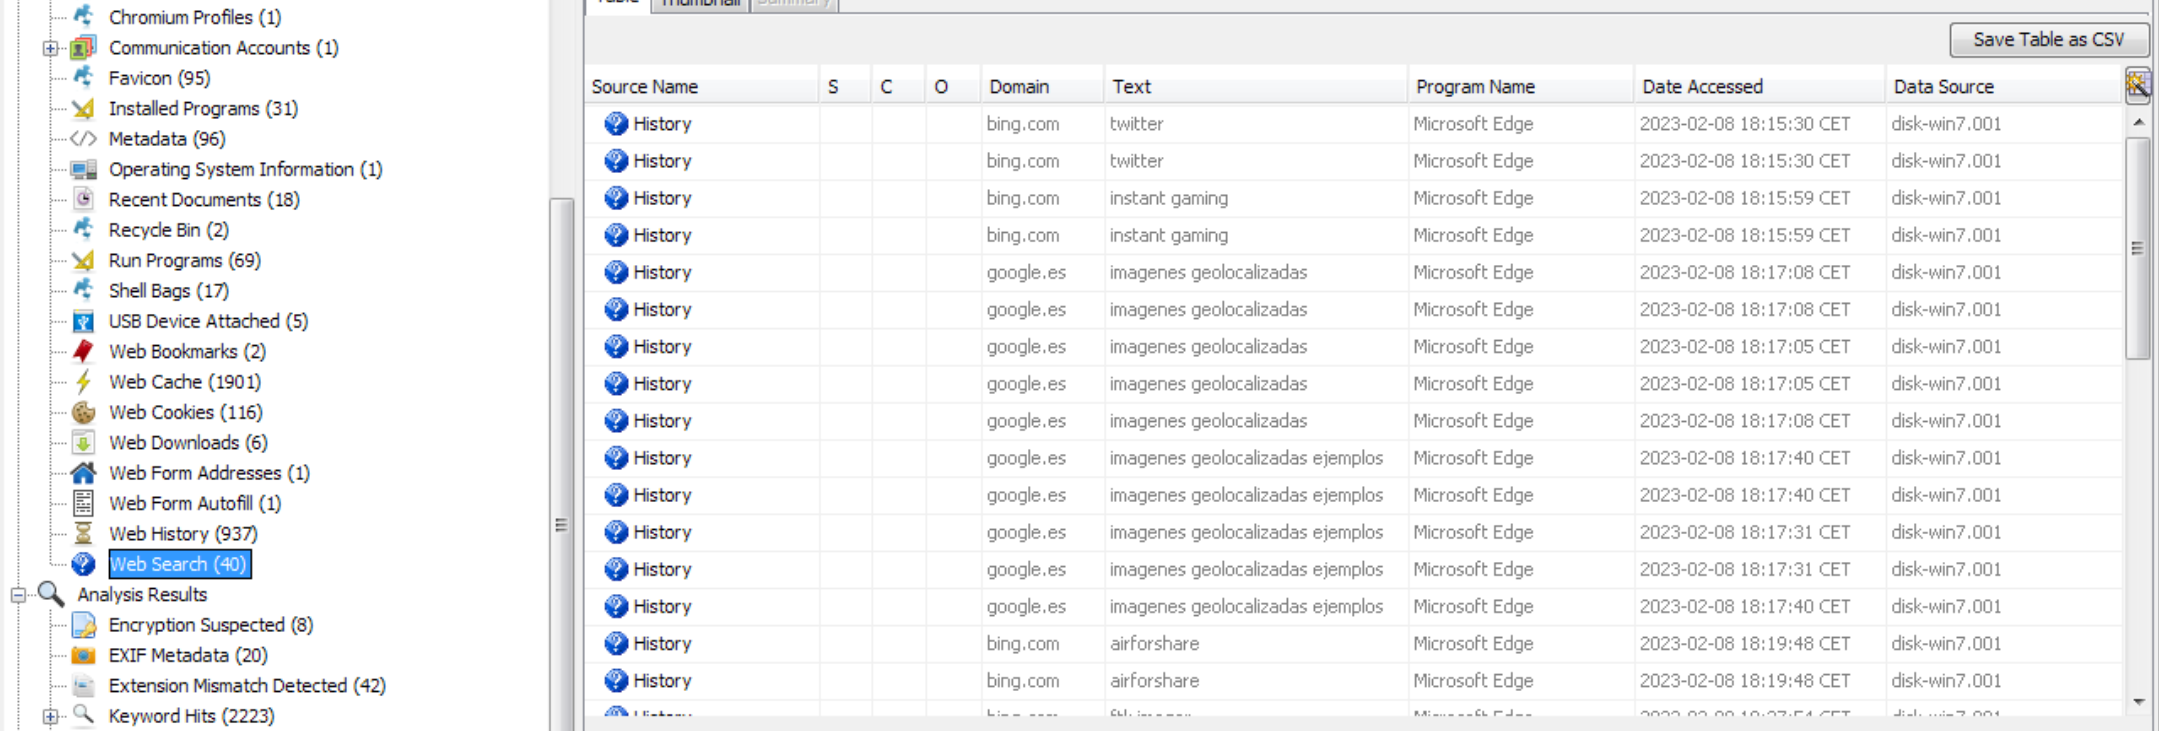 Chromium Profiles (1)
Communication Accounts (1)
Favicon (95)
Installed Programs (31)
Metadata (96)
Operating System Information (1)
Recent Documents (18)
Recycle Bin (2)
Run Programs (69)
Shell Bags (17)
USB Device Attached (5)
Web Bookmarks (2)
Web Cache (1901)
Web Cookies (116)
Web Downloads (6)
Web Form Addresses (1)
Web Form Autofill (1)
Web History (937)
Web Search (40)
Analysis Results
Encryption Suspected (8)
EXIF Metadata (20)
Extension Mismatch Detected (42)
Keyword Hits (2223)
Table Thumbnail Summary
Save Table as CSV
Source Name S C O Domain Text Program Name Date Accessed Data Source
History bing.com twitter Microsoft Edge 2023-02-08 18:15:30 CET disk-win7.001
History bing.com twitter Microsoft Edge 2023-02-08 18:15:30 CET disk-win7.001
History bing.com instant gaming Microsoft Edge 2023-02-08 18:15:59 CET disk-win7.001
History bing.com instant gaming Microsoft Edge 2023-02-08 18:15:59 CET disk-win7.001
History google.es imagenes geolocalizadas Microsoft Edge 2023-02-08 18:17:08 CET disk-win7.001
History google.es imagenes geolocalizadas Microsoft Edge 2023-02-08 18:17:08 CET disk-win7.001
History google.es imagenes geolocalizadas Microsoft Edge 2023-02-08 18:17:05 CET disk-win7.001
History google.es imagenes geolocalizadas Microsoft Edge 2023-02-08 18:17:05 CET disk-win7.001
History google.es imagenes geolocalizadas Microsoft Edge 2023-02-08 18:17:08 CET disk-win7.001
History google.es imagenes geolocalizadas ejemplos Microsoft Edge 2023-02-08 18:17:40 CET disk-win7.001
History google.es imagenes geolocalizadas ejemplos Microsoft Edge 2023-02-08 18:17:40 CET disk-win7.001
History google.es imagenes geolocalizadas ejemplos Microsoft Edge 2023-02-08 18:17:31 CET disk-win7.001
History google.es imagenes geolocalizadas ejemplos Microsoft Edge 2023-02-08 18:17:31 CET disk-win7.001
History google.es imagenes geolocalizadas ejemplos Microsoft Edge 2023-02-08 18:17:40 CET disk-win7.001
History bing.com airforshare Microsoft Edge 2023-02-08 18:19:48 CET disk-win7.001
History bing.com airforshare Microsoft Edge 2023-02-08 18:19:48 CET disk-win7.001